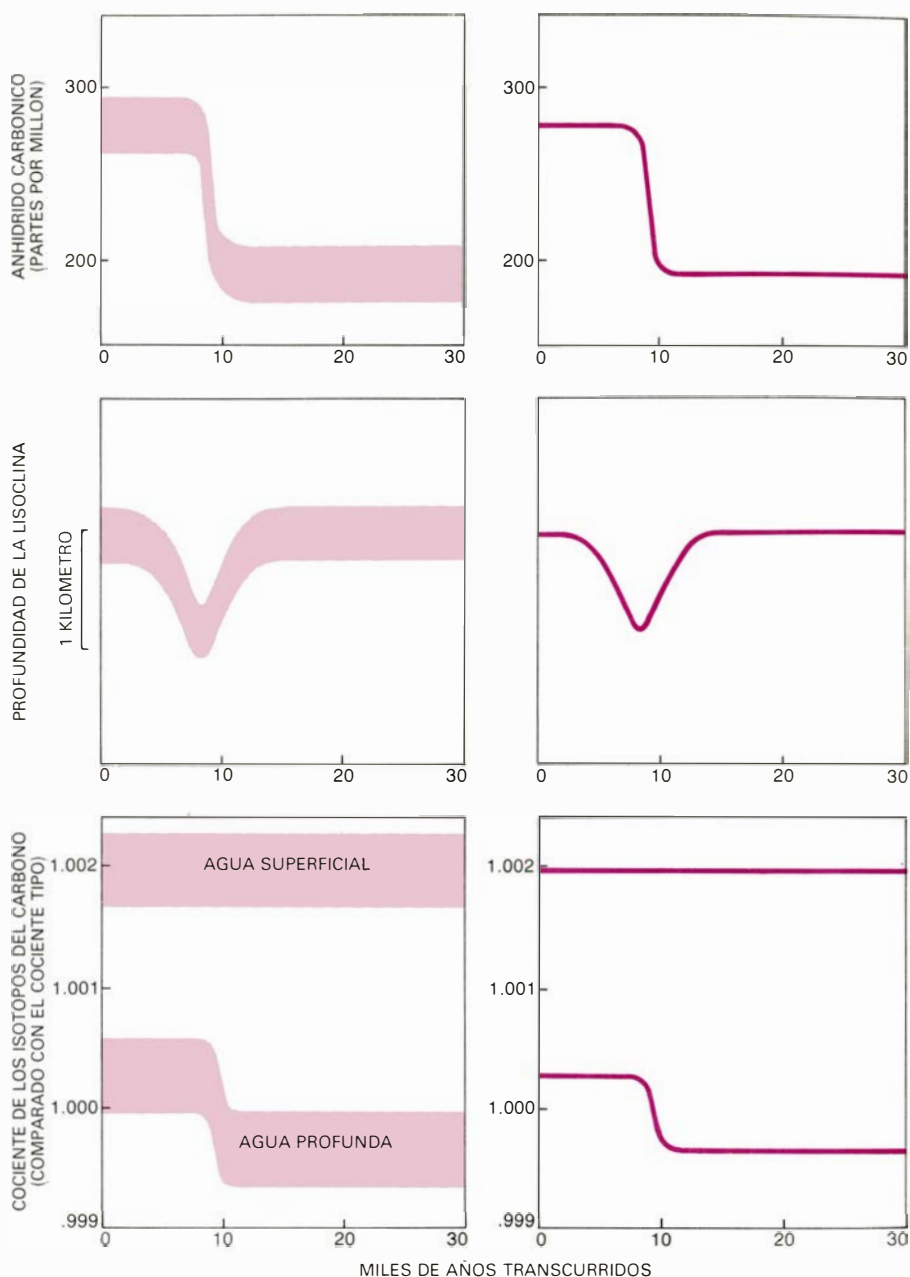 ANHIDRIDO CARBONICO
(PARTES POR MILLON)
300
200
0 10 20 30
300
200
0 10 20 30
PROFUNDIDAD DE LA LISOCLINA
1 KILOMETRO
0 10 20 30
0 10 20 30
COCIENTE DE LOS ISOTOPOS DEL CARBONO
(COMPARADO CON EL COCIENTE TIPO)
1.002
1.001
1.000
.999
AGUA SUPERFICIAL
AGUA PROFUNDA
0 10 20 30
1.002
1.001
1.000
.999
0 10 20 30
MILES DE AÑOS TRANSCURRIDOS